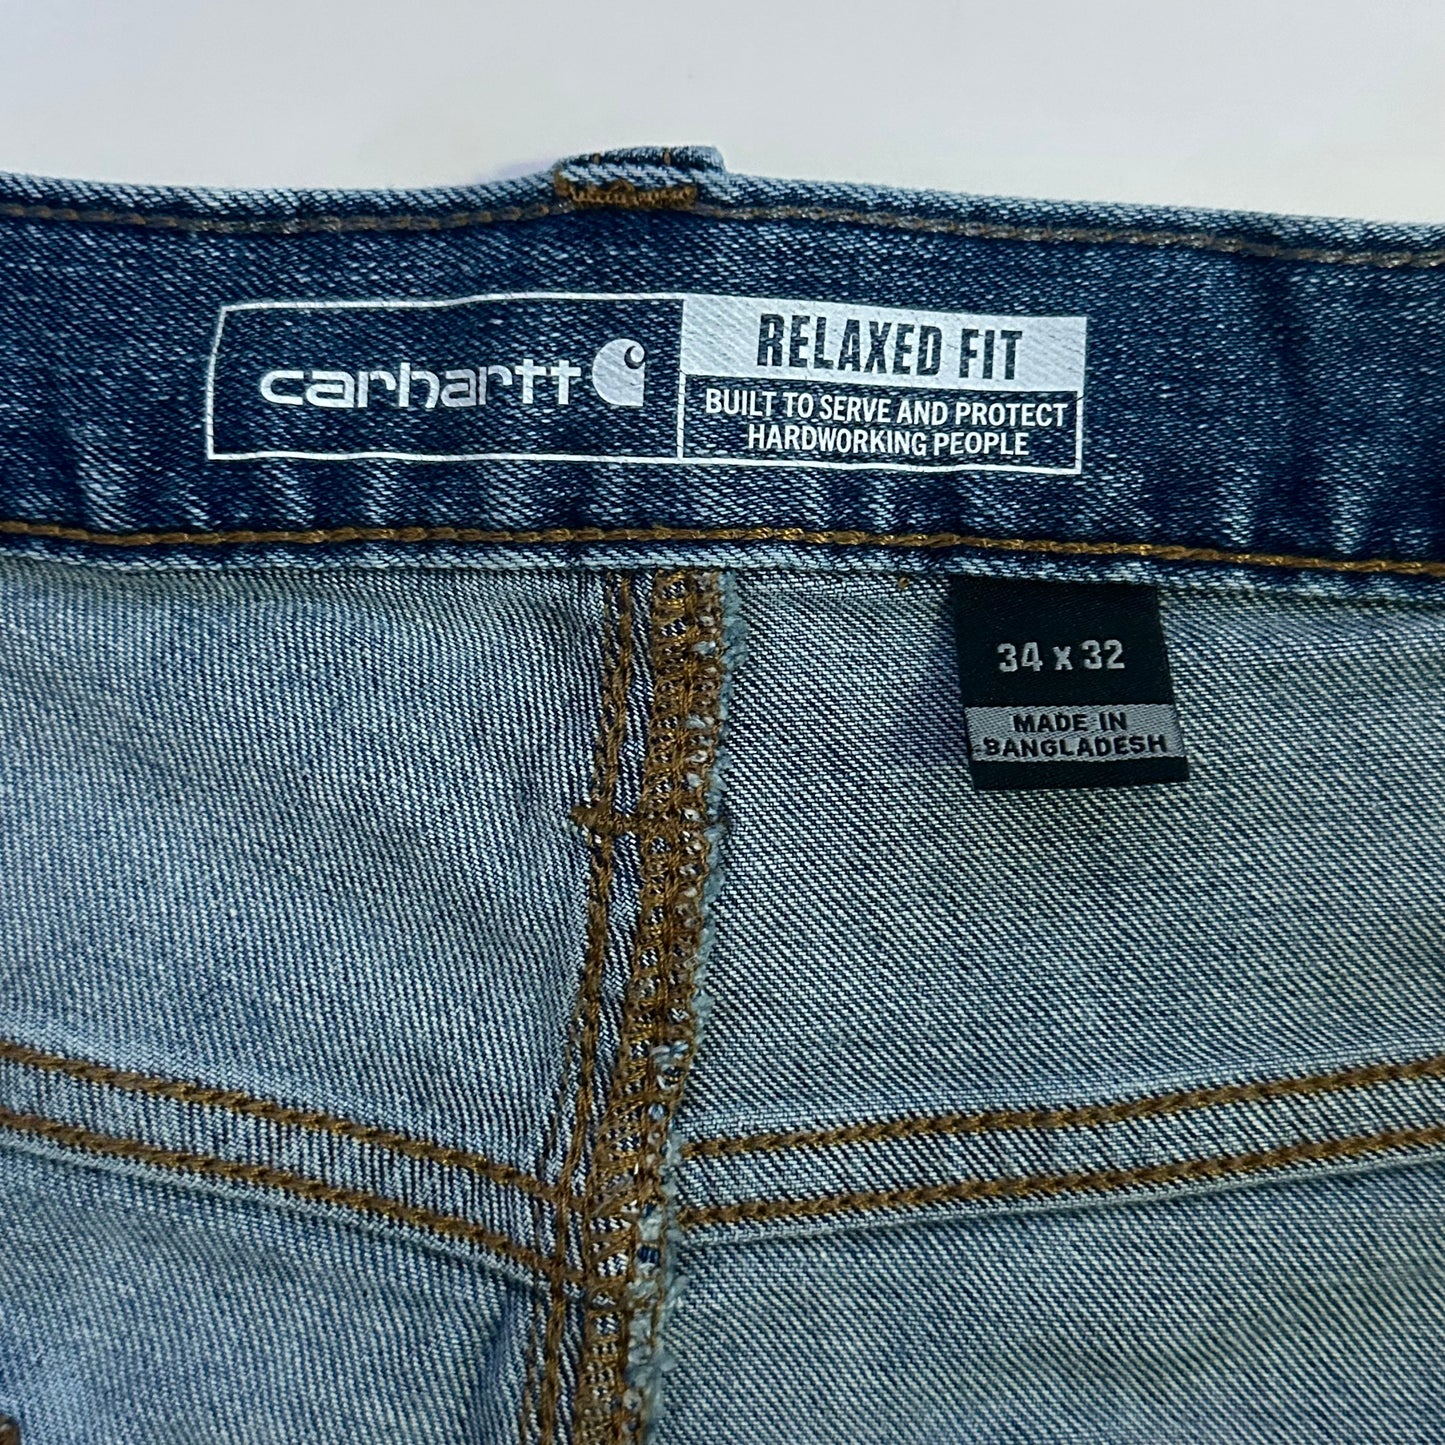 carhartt
RELAXED FIT
BUILT TO SERVE AND PROTECT
HARDWORKING PEOPLE
34 x 32
MADE IN
BANGLADESH